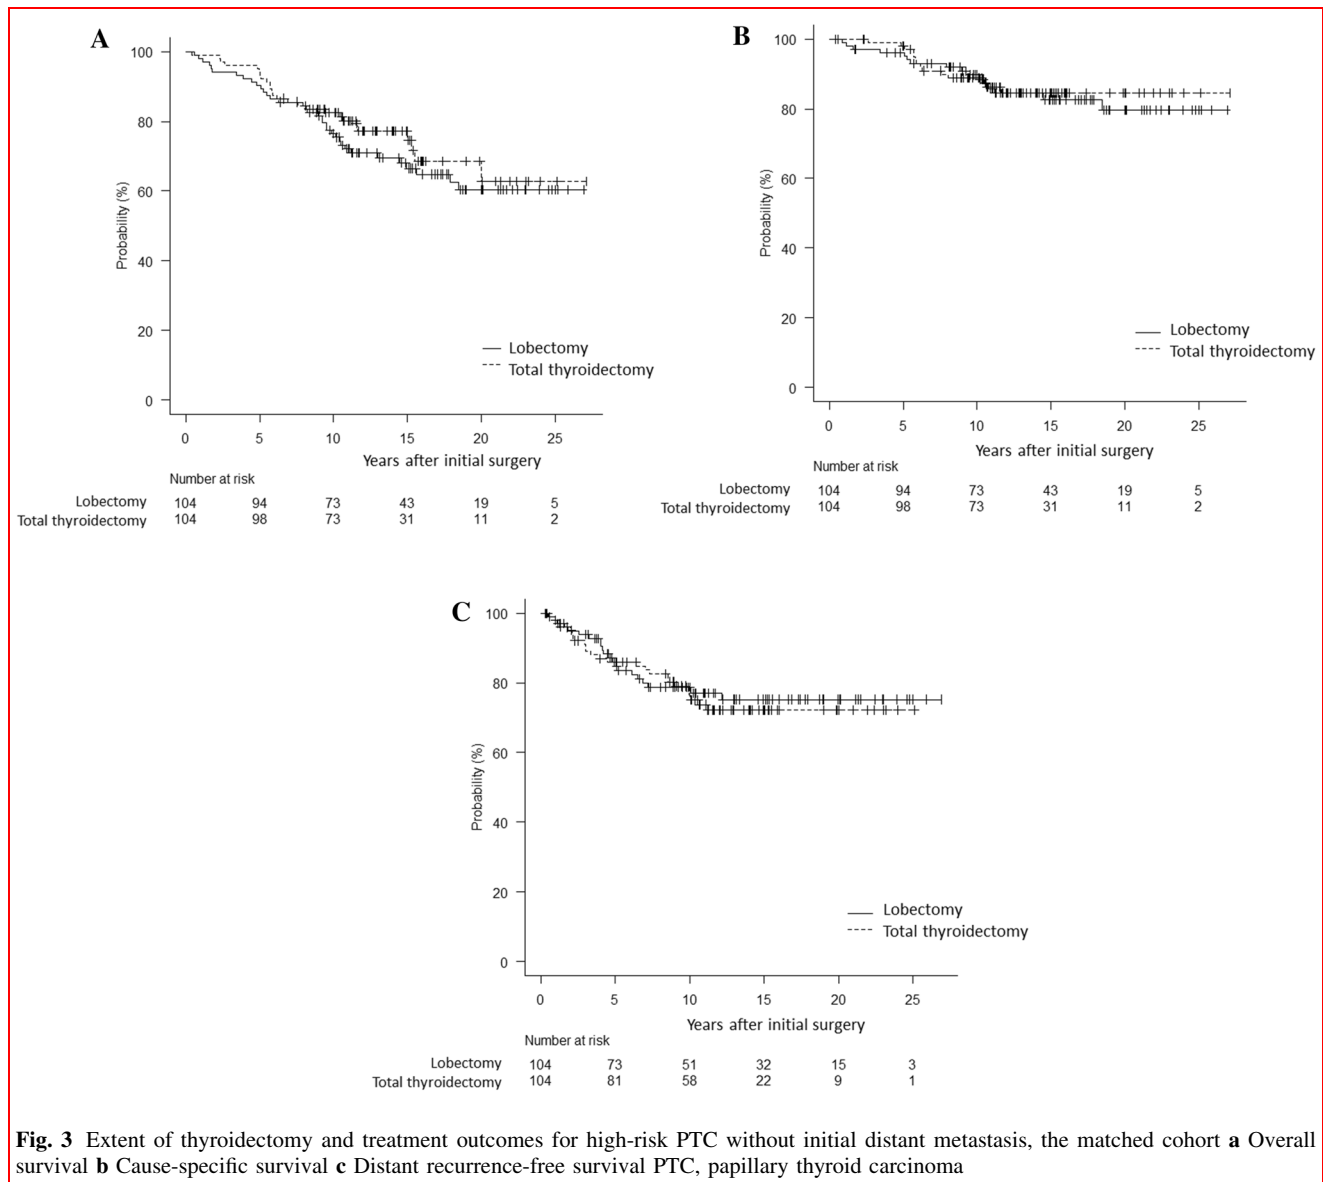 A
100
80
60
40
20
0
Probability (%)
Lobectomy
Total thyroidectomy
0 5 10 15 20 25
Years after initial surgery
Number at risk
Lobectomy 104 94 73 43 19 5
Total thyroidectomy 104 98 73 31 11 2
B
100
80
60
40
20
0
Probability (%)
Lobectomy
Total thyroidectomy
0 5 10 15 20 25
Years after initial surgery
Number at risk
Lobectomy 104 94 73 43 19 5
Total thyroidectomy 104 98 73 31 11 2
C
100
80
60
40
20
0
Probability (%)
Lobectomy
Total thyroidectomy
0 5 10 15 20 25
Years after initial surgery
Number at risk
Lobectomy 104 73 51 32 15 3
Total thyroidectomy 104 81 58 22 9 1
Fig. 3 Extent of thyroidectomy and treatment outcomes for high-risk PTC without initial distant metastasis, the matched cohort a Overall
survival b Cause-specific survival c Distant recurrence-free survival PTC, papillary thyroid carcinoma